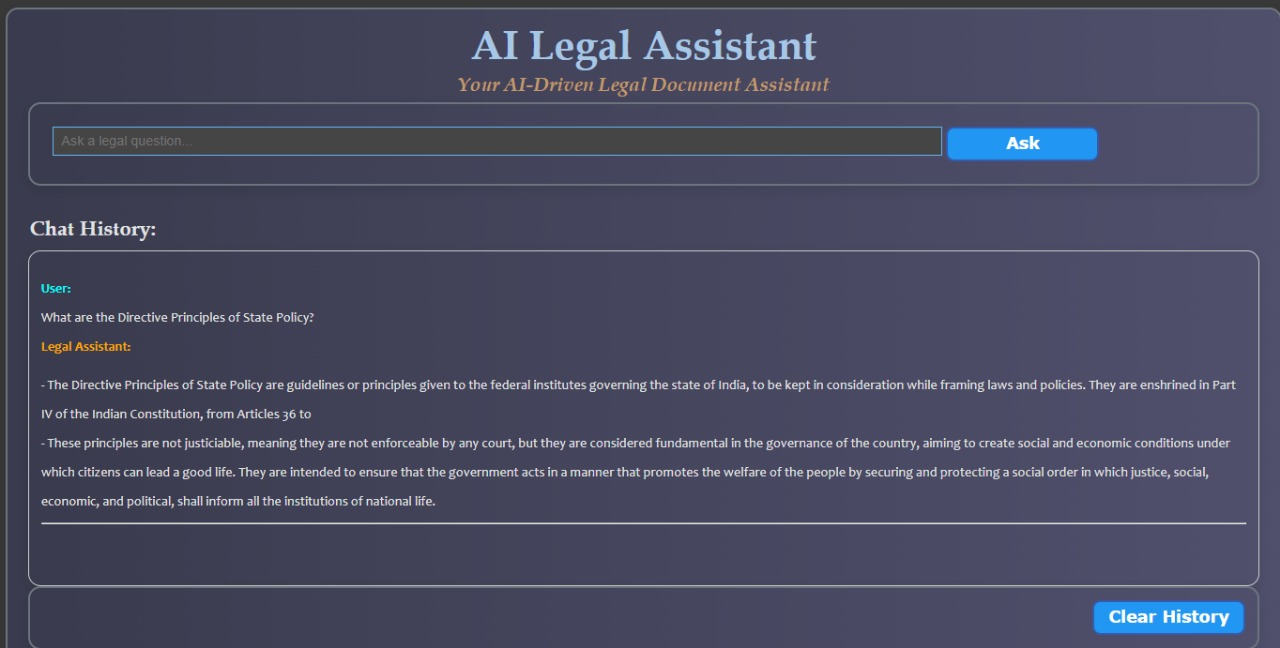 AI Legal Assistant
Your AI-Driven Legal Document Assistant
Ask a legal question...
Ask
Chat History:
User:
What are the Directive Principles of State Policy?
Legal Assistant:
- The Directive Principles of State Policy are guidelines or principles given to the federal institutes governing the state of India, to be kept in consideration while framing laws and policies. They are enshrined in Part
IV of the Indian Constitution, from Articles 36 to
- These principles are not justiciable, meaning they are not enforceable by any court, but they are considered fundamental in the governance of the country, aiming to create social and economic conditions under
which citizens can lead a good life. They are intended to ensure that the government acts in a manner that promotes the welfare of the people by securing and protecting a social order in which justice, social,
economic, and political, shall inform all the institutions of national life.
Clear History